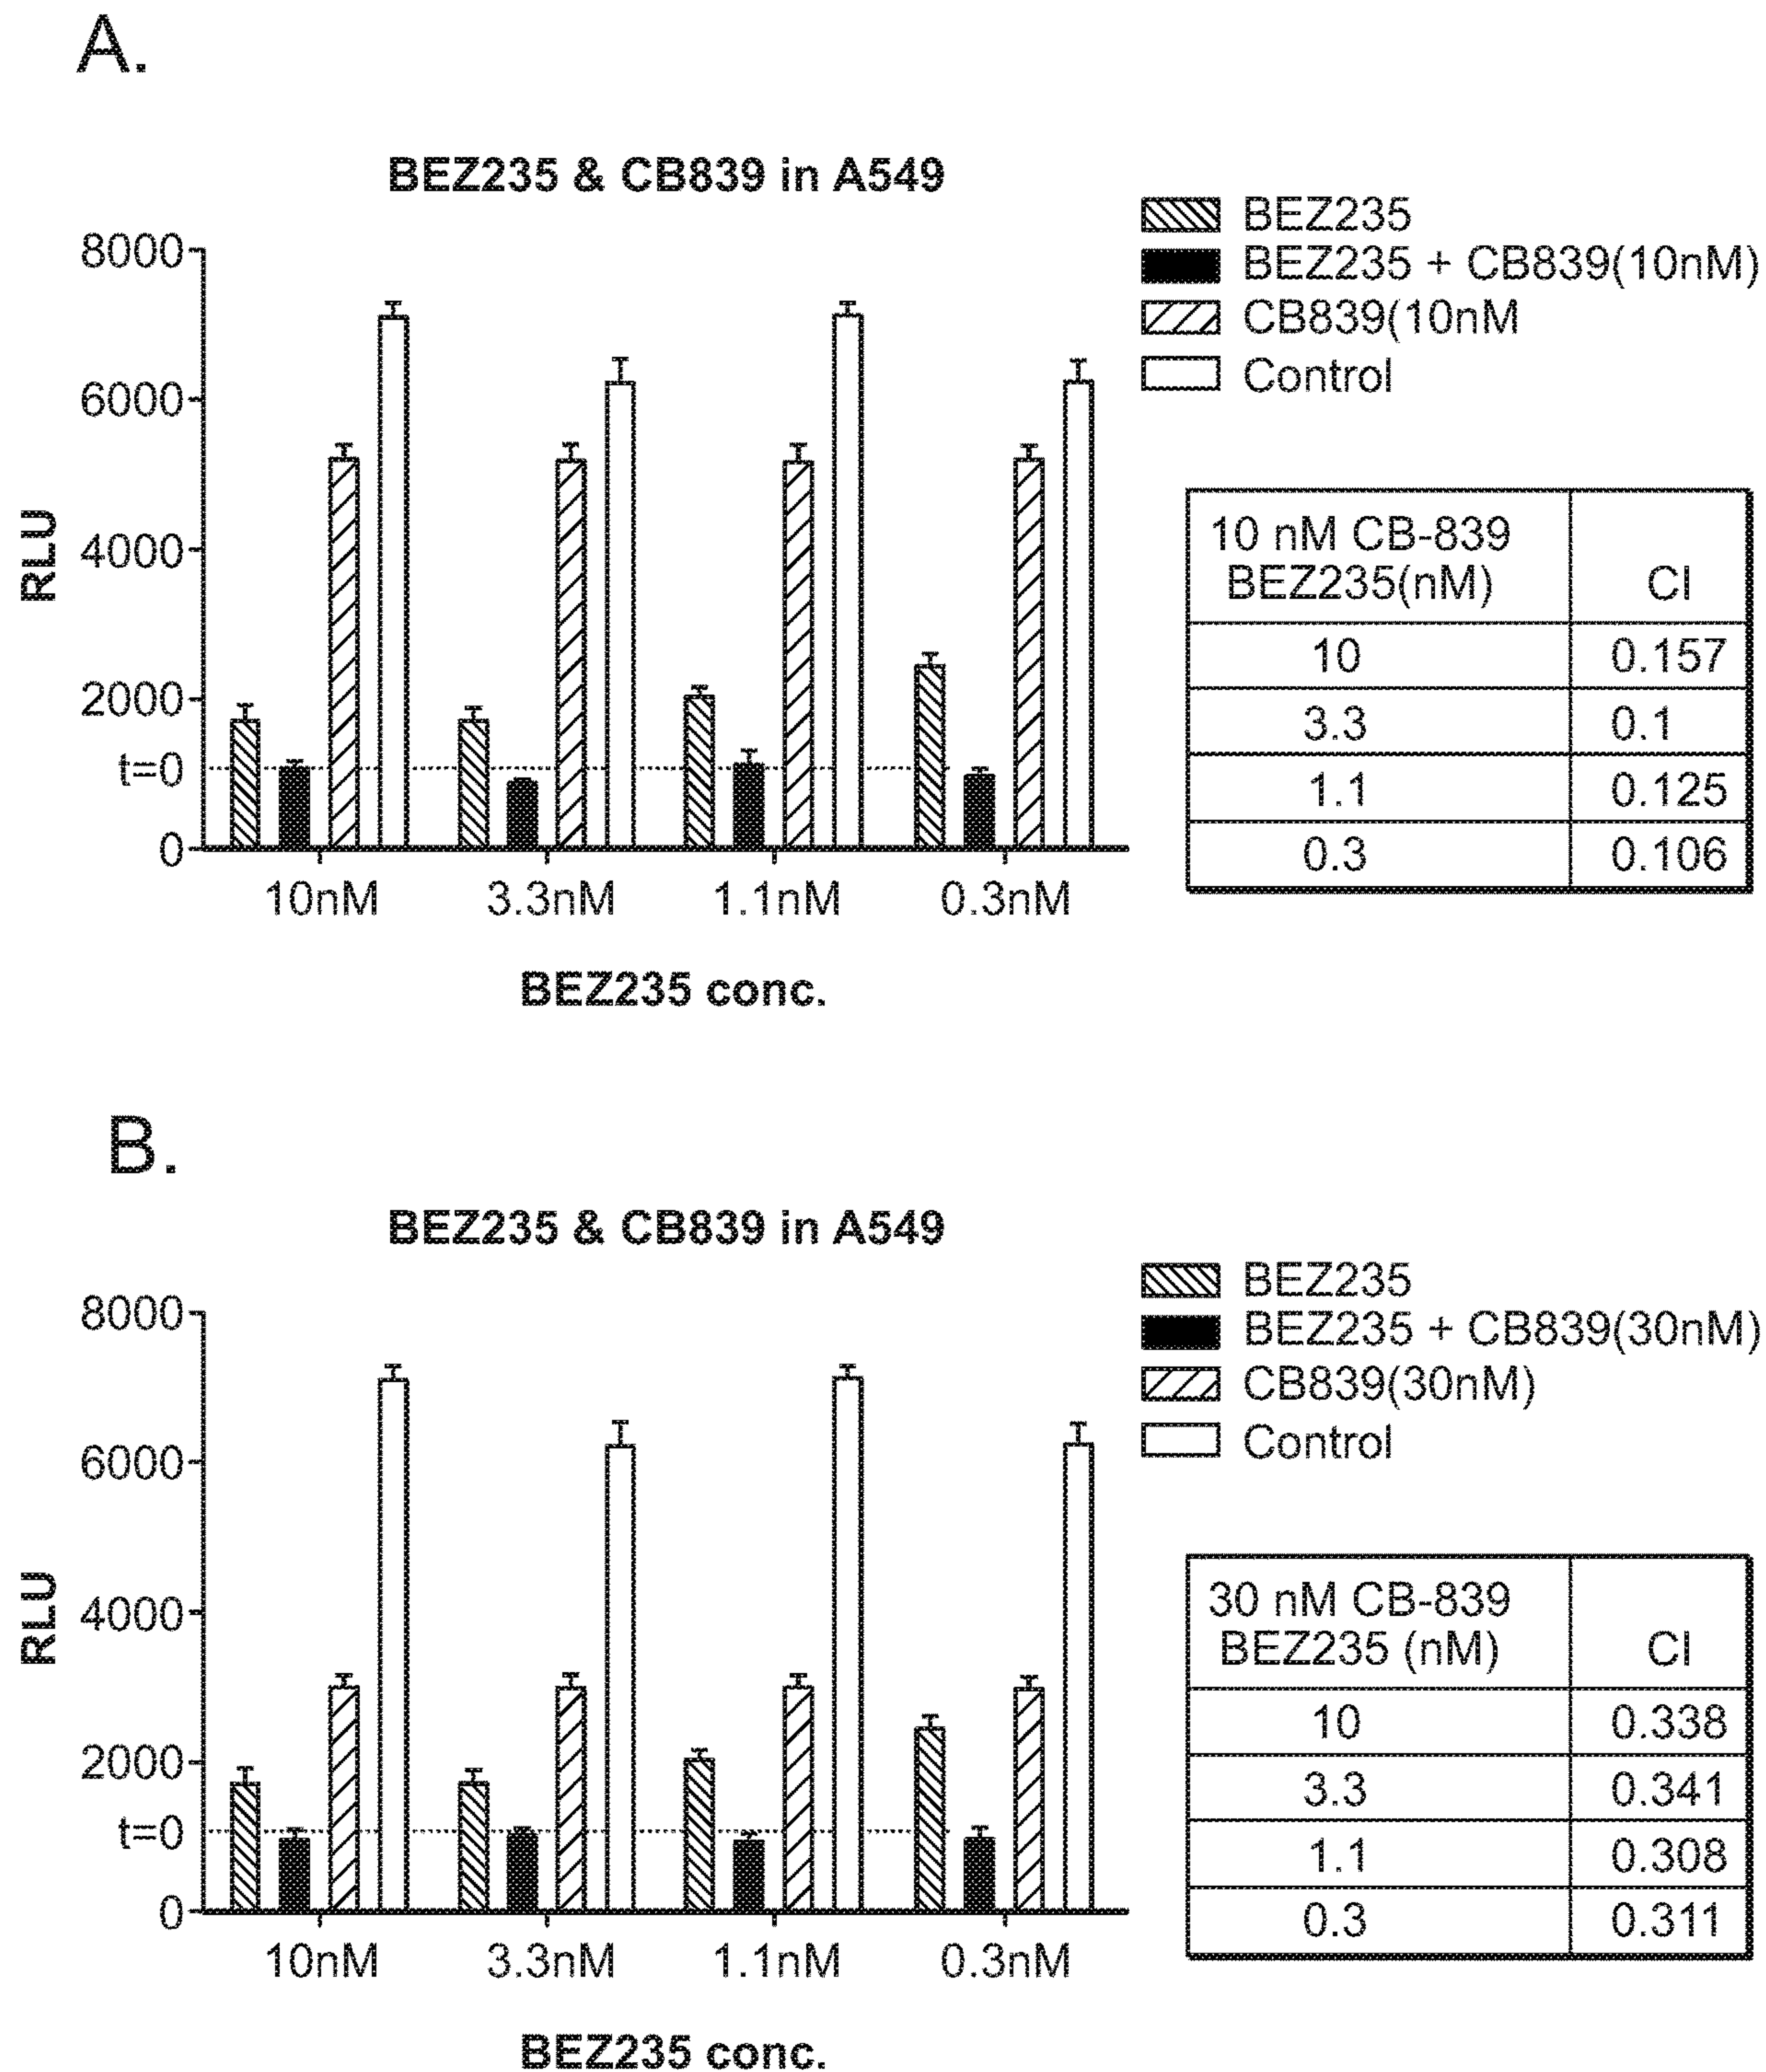 A.
BEZ235 & CB839 in A549
BEZ235
BEZ235 + CB839(10nM)
CB839(10nM
Control
8000
6000
4000
2000
t=0
0
RLU
10nM 3.3nM 1.1nM 0.3nM
BEZ235 conc.
10 nM CB-839
BEZ235(nM) CI
10 0.157
3.3 0.1
1.1 0.125
0.3 0.106
B.
BEZ235 & CB839 in A549
BEZ235
BEZ235 + CB839(30nM)
CB839(30nM)
Control
8000
6000
4000
2000
t=0
0
RLU
10nM 3.3nM 1.1nM 0.3nM
BEZ235 conc.
30 nM CB-839
BEZ235 (nM) CI
10 0.338
3.3 0.341
1.1 0.308
0.3 0.311